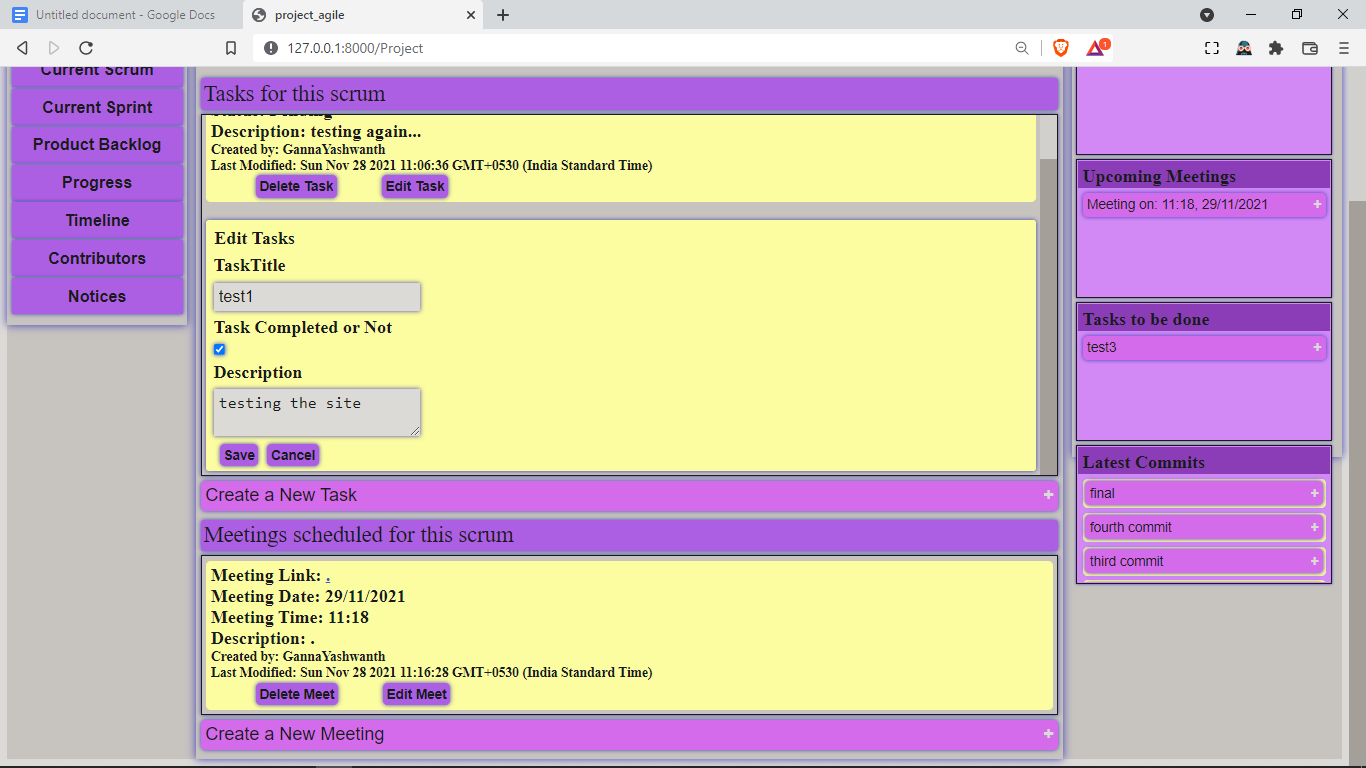 Untitled document - Google Docs
project_agile
127.0.0.1:8000/Project
1
Current Scrum
Current Sprint
Product Backlog
Progress
Timeline
Contributors
Notices
Tasks for this scrum
Status: Pending
Description: testing again...
Created by: GannaYashwanth
Last Modified: Sun Nov 28 2021 11:06:36 GMT+0530 (India Standard Time)
Delete Task Edit Task
Edit Tasks
TaskTitle
test1
Task Completed or Not
Description
testing the site
Save Cancel
Create a New Task +
Meetings scheduled for this scrum
Meeting Link: .
Meeting Date: 29/11/2021
Meeting Time: 11:18
Description: .
Created by: GannaYashwanth
Last Modified: Sun Nov 28 2021 11:16:28 GMT+0530 (India Standard Time)
Delete Meet Edit Meet
Create a New Meeting +
Upcoming Meetings
Meeting on: 11:18, 29/11/2021 +
Tasks to be done
test3 +
Latest Commits
final +
fourth commit +
third commit +